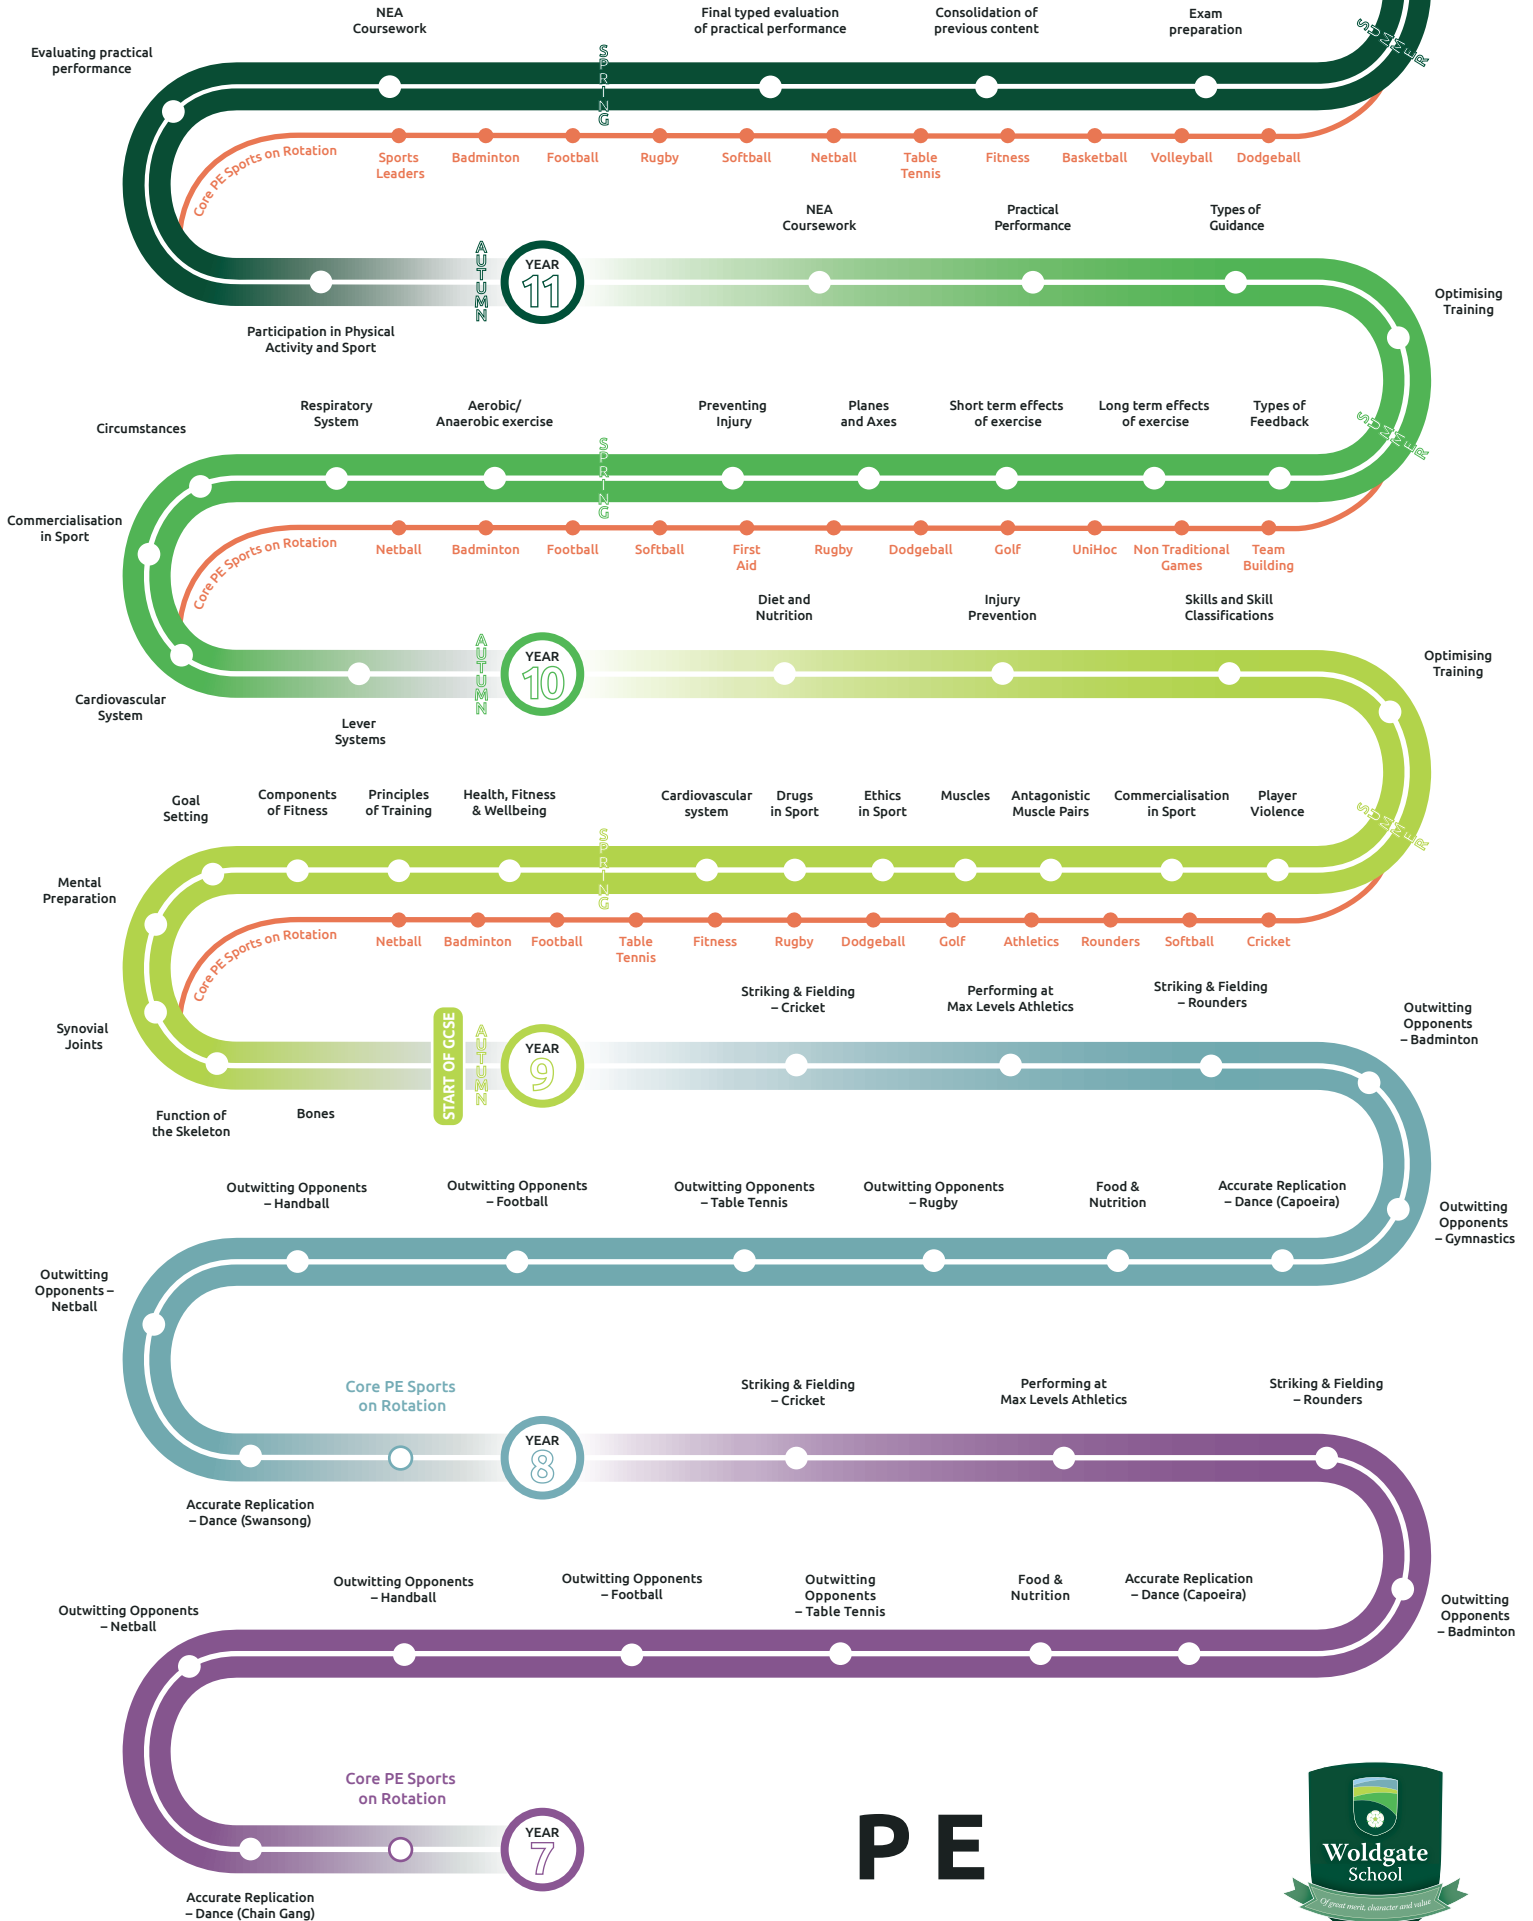 NEA
Coursework
Final typed evaluation
of practical performance
Consolidation of
previous content
Exam
preparation
SUMMER
Evaluating practical
performance
SPRING
Core PE Sports on Rotation
Sports
Leaders
Badminton
Football
Rugby
Softball
Netball
Table
Tennis
Fitness
Basketball
Volleyball
Dodgeball
NEA
Coursework
Practical
Performance
Types of
Guidance
AUTUMN
YEAR
11
Optimising
Training
Participation in Physical
Activity and Sport
Circumstances
Respiratory
System
Aerobic/
Anaerobic exercise
Preventing
Injury
Planes
and Axes
Short term effects
of exercise
Long term effects
of exercise
Types of
Feedback
SUMMER
SPRING
Commercialisation
in Sport
Core PE Sports on Rotation
Netball
Badminton
Football
Softball
First
Aid
Rugby
Dodgeball
Golf
UniHoc
Non Traditional
Games
Team
Building
Diet and
Nutrition
Injury
Prevention
Skills and Skill
Classifications
AUTUMN
YEAR
10
Optimising
Training
Cardiovascular
System
Lever
Systems
Goal
Setting
Components
of Fitness
Principles
of Training
Health, Fitness
& Wellbeing
Cardiovascular
system
Drugs
in Sport
Ethics
in Sport
Muscles
Antagonistic
Muscle Pairs
Commercialisation
in Sport
Player
Violence
SUMMER
SPRING
Mental
Preparation
Core PE Sports on Rotation
Netball
Badminton
Football
Table
Tennis
Fitness
Rugby
Dodgeball
Golf
Athletics
Rounders
Softball
Cricket
Synovial
Joints
Striking & Fielding
– Cricket
Performing at
Max Levels Athletics
Striking & Fielding
– Rounders
Outwitting
Opponents
– Badminton
START OF GCSE
AUTUMN
YEAR
9
Function of
the Skeleton
Bones
Outwitting Opponents
– Handball
Outwitting Opponents
– Football
Outwitting Opponents
– Table Tennis
Outwitting Opponents
– Rugby
Food &
Nutrition
Accurate Replication
– Dance (Capoeira)
Outwitting
Opponents
– Gymnastics
Outwitting
Opponents –
Netball
Core PE Sports
on Rotation
Striking & Fielding
– Cricket
Performing at
Max Levels Athletics
Striking & Fielding
– Rounders
YEAR
8
Accurate Replication
– Dance (Swansong)
Outwitting Opponents
– Netball
Outwitting Opponents
– Handball
Outwitting Opponents
– Football
Outwitting
Opponents
– Table Tennis
Food &
Nutrition
Accurate Replication
– Dance (Capoeira)
Outwitting
Opponents
– Badminton
Core PE Sports
on Rotation
YEAR
7
Accurate Replication
– Dance (Chain Gang)
PE
Woldgate
School
Of great merit, character and value